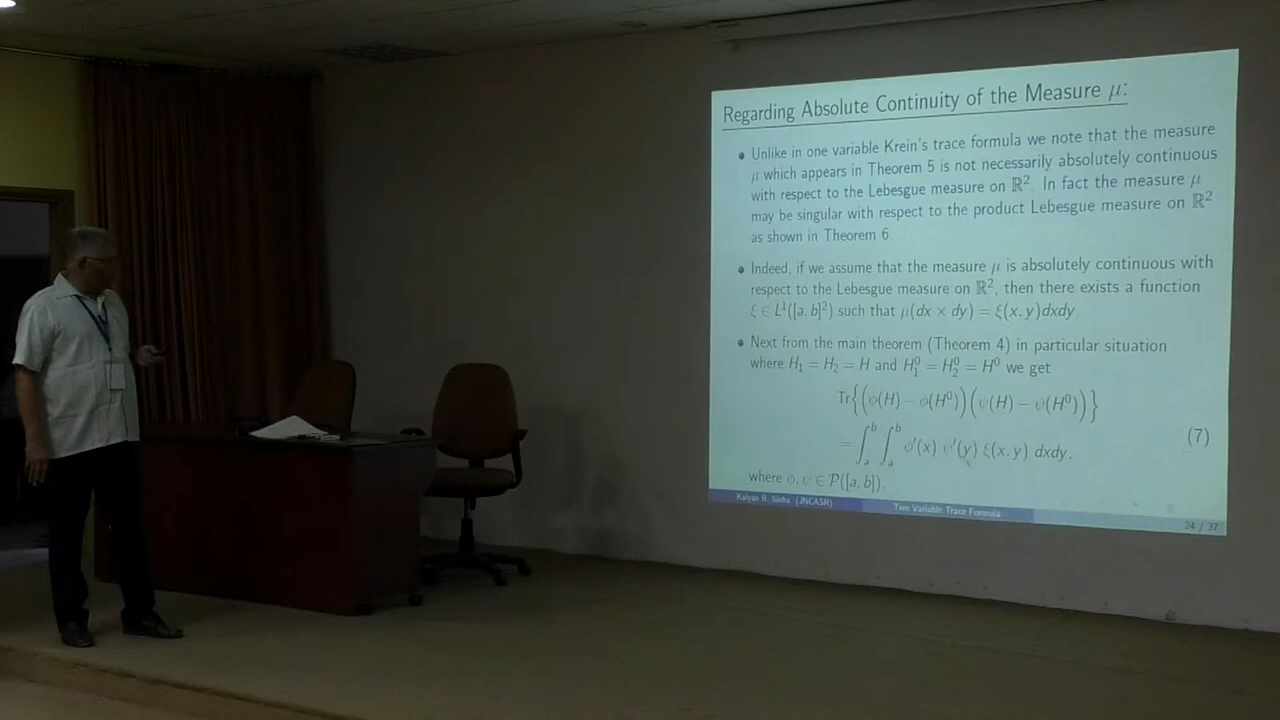 Regarding Absolute Continuity of the Measure μ:
• Unlike in one variable Krein's trace formula we note that the measure
μ which appears in Theorem 5 is not necessarily absolutely continuous
with respect to the Lebesgue measure on ℝ². In fact the measure μ
may be singular with respect to the product Lebesgue measure on ℝ²
as shown in Theorem 6
• Indeed, if we assume that the measure μ is absolutely continuous with
respect to the Lebesgue measure on ℝ², then there exists a function
ξ ∈ L¹([a, b]²) such that μ(dx × dy) = ξ(x, y)dxdy.
• Next from the main theorem (Theorem 4) in particular situation
where H₁ = H₂ = H and H₁⁰ = H₂⁰ = H⁰ we get
Tr{(φ(H) − φ(H⁰))(ψ(H) − ψ(H⁰))}
= ∫ₐᵇ ∫ₐᵇ φ′(x) ψ′(y) ξ(x, y) dxdy. (7)
where φ, ψ ∈ P([a, b]).
Kalyan B. Sinha (JNCASR) Two Variable Trace Formula 24 / 37